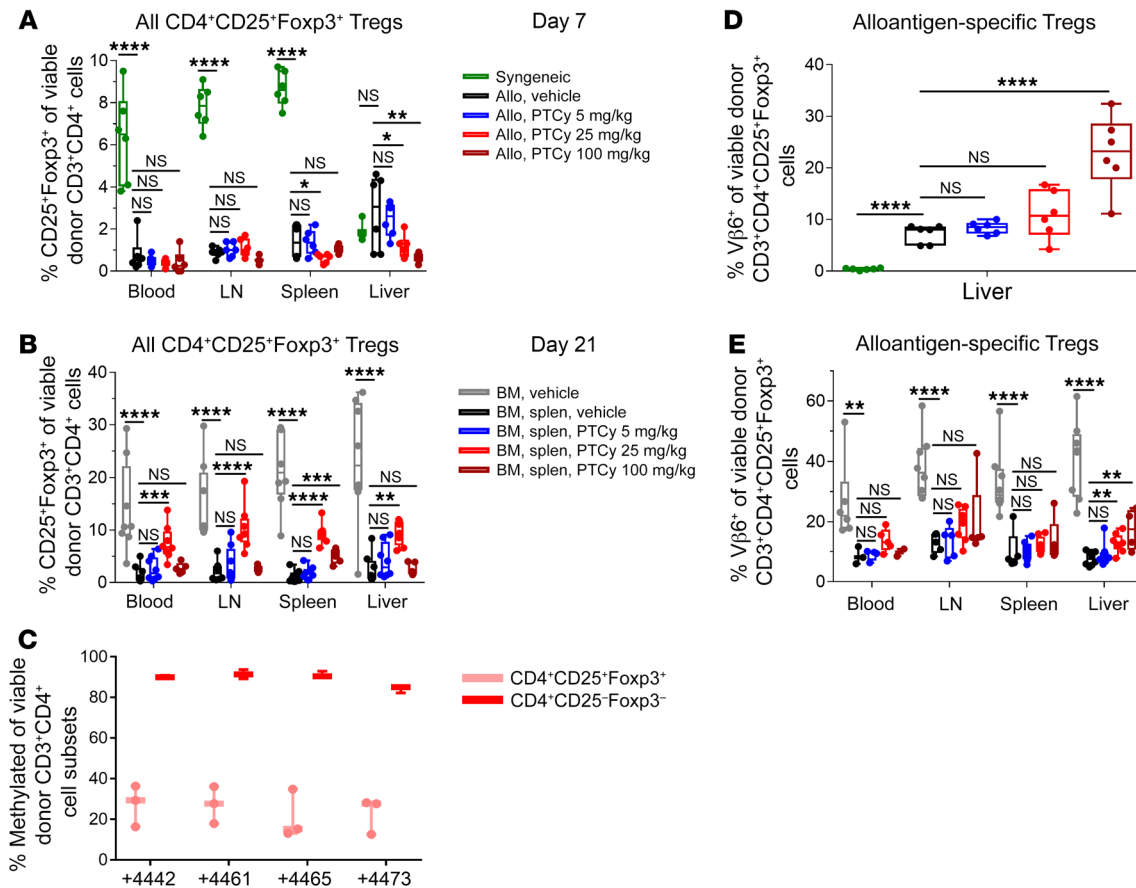 A
All CD4⁺CD25⁺Foxp3⁺ Tregs
Day 7
% CD25⁺Foxp3⁺ of viable
donor CD3⁺CD4⁺ cells
10
8
6
4
2
0
****
NS
NS
NS
****
NS
NS
NS
****
NS
*
NS
NS
**
*
NS
Blood
LN
Spleen
Liver
Syngeneic
Allo, vehicle
Allo, PTCy 5 mg/kg
Allo, PTCy 25 mg/kg
Allo, PTCy 100 mg/kg
D
Alloantigen-specific Tregs
% Vβ6⁺ of viable donor
CD3⁺CD4⁺CD25⁺Foxp3⁺
cells
40
30
20
10
0
****
NS
NS
****
Liver
B
All CD4⁺CD25⁺Foxp3⁺ Tregs
Day 21
% CD25⁺Foxp3⁺ of viable
donor CD3⁺CD4⁺ cells
40
30
20
10
0
****
NS
***
NS
****
NS
****
NS
****
***
****
NS
****
NS
**
NS
Blood
LN
Spleen
Liver
BM, vehicle
BM, splen, vehicle
BM, splen, PTCy 5 mg/kg
BM, splen, PTCy 25 mg/kg
BM, splen, PTCy 100 mg/kg
E
Alloantigen-specific Tregs
% Vβ6⁺ of viable donor
CD3⁺CD4⁺CD25⁺Foxp3⁺
cells
60
40
20
0
**
NS
NS
NS
****
NS
NS
NS
****
NS
NS
NS
****
**
**
NS
Blood
LN
Spleen
Liver
C
% Methylated of viable
donor CD3⁺CD4⁺
cell subsets
100
80
60
40
20
0
+4442
+4461
+4465
+4473
CD4⁺CD25⁺Foxp3⁺
CD4⁺CD25⁻Foxp3⁻